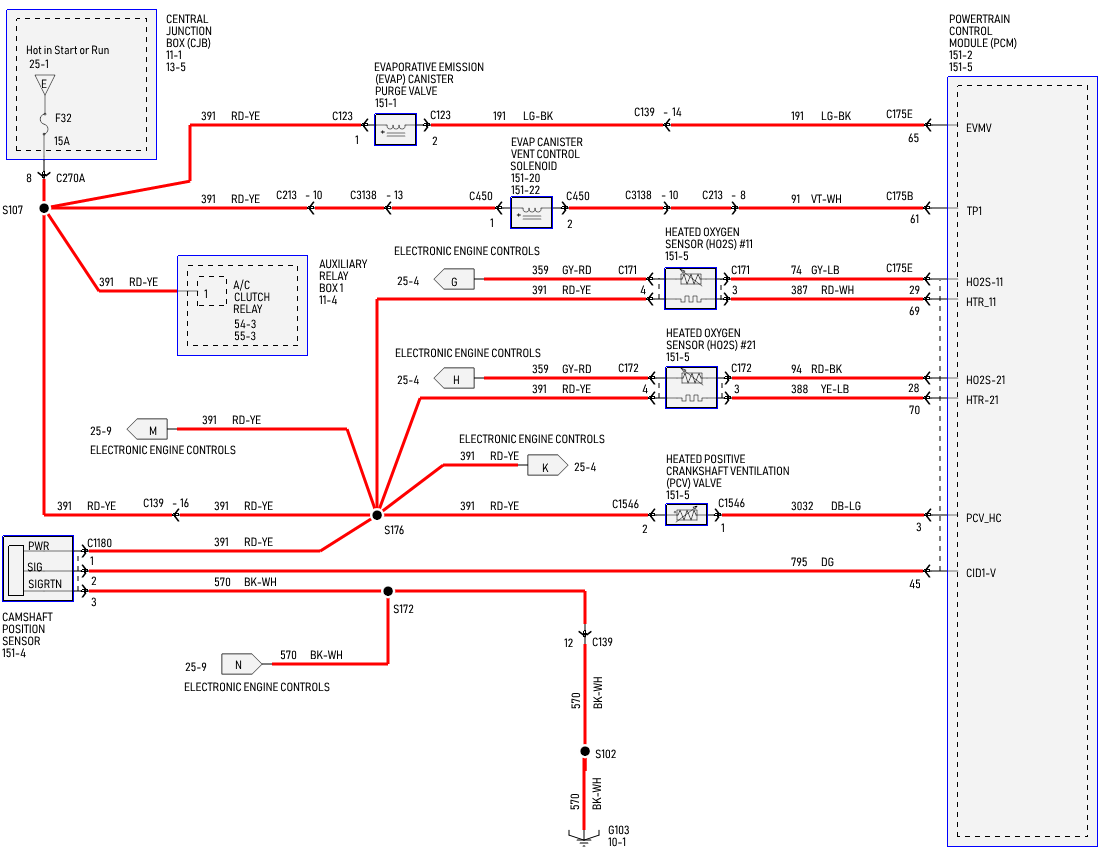 CENTRAL
JUNCTION
BOX (CJB)
11-1
13-5
Hot in Start or Run
25-1
E
F32
15A
8 C270A
S107
POWERTRAIN
CONTROL
MODULE (PCM)
151-2
151-5
EVAPORATIVE EMISSION
(EVAP) CANISTER
PURGE VALVE
151-1
391 RD-YE C123 C123 191 LG-BK C139 - 14 191 LG-BK C175E
1 2 65
EVMV
EVAP CANISTER
VENT CONTROL
SOLENOID
151-20
151-22
391 RD-YE C213 - 10 C3138 - 13 C450 C450 C3138 - 10 C213 - 8 91 VT-WH C175B
1 2 61
TP1
391 RD-YE
1
A/C
CLUTCH
RELAY
54-3
55-3
AUXILIARY
RELAY
BOX 1
11-4
HEATED OXYGEN
SENSOR (HO2S) #11
151-5
ELECTRONIC ENGINE CONTROLS
25-4 G
359 GY-RD C171 C171 74 GY-LB C175E
29
HO2S-11
391 RD-YE 4 3 387 RD-WH
69
HTR_11
HEATED OXYGEN
SENSOR (HO2S) #21
151-5
ELECTRONIC ENGINE CONTROLS
25-4 H
359 GY-RD C172 C172 94 RD-BK
28
HO2S-21
391 RD-YE 4 3 388 YE-LB
70
HTR-21
25-9 M
391 RD-YE
ELECTRONIC ENGINE CONTROLS
ELECTRONIC ENGINE CONTROLS
391 RD-YE K 25-4
HEATED POSITIVE
CRANKSHAFT VENTILATION
(PCV) VALVE
151-5
391 RD-YE C139 - 16 391 RD-YE
S176
391 RD-YE C1546 C1546 3032 DB-LG
2 1 3
PCV_HC
PWR
SIG
SIGRTN
C1180
1
2
3
391 RD-YE
795 DG
45
CID1-V
570 BK-WH
S172
CAMSHAFT
POSITION
SENSOR
151-4
25-9 N
570 BK-WH
ELECTRONIC ENGINE CONTROLS
12 C139
570 BK-WH
S102
570 BK-WH
G103
10-1